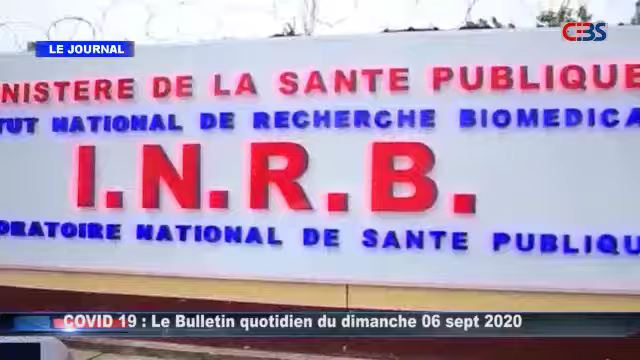 LE JOURNAL
CEBS
NISTERE DE LA SANTE PUBLIQUE
TUT NATIONAL DE RECHERCHE BIOMEDICA
I.N.R.B.
ORATOIRE NATIONAL DE SANTE PUBLIQU
COVID 19 : Le Bulletin quotidien du dimanche 06 sept 2020